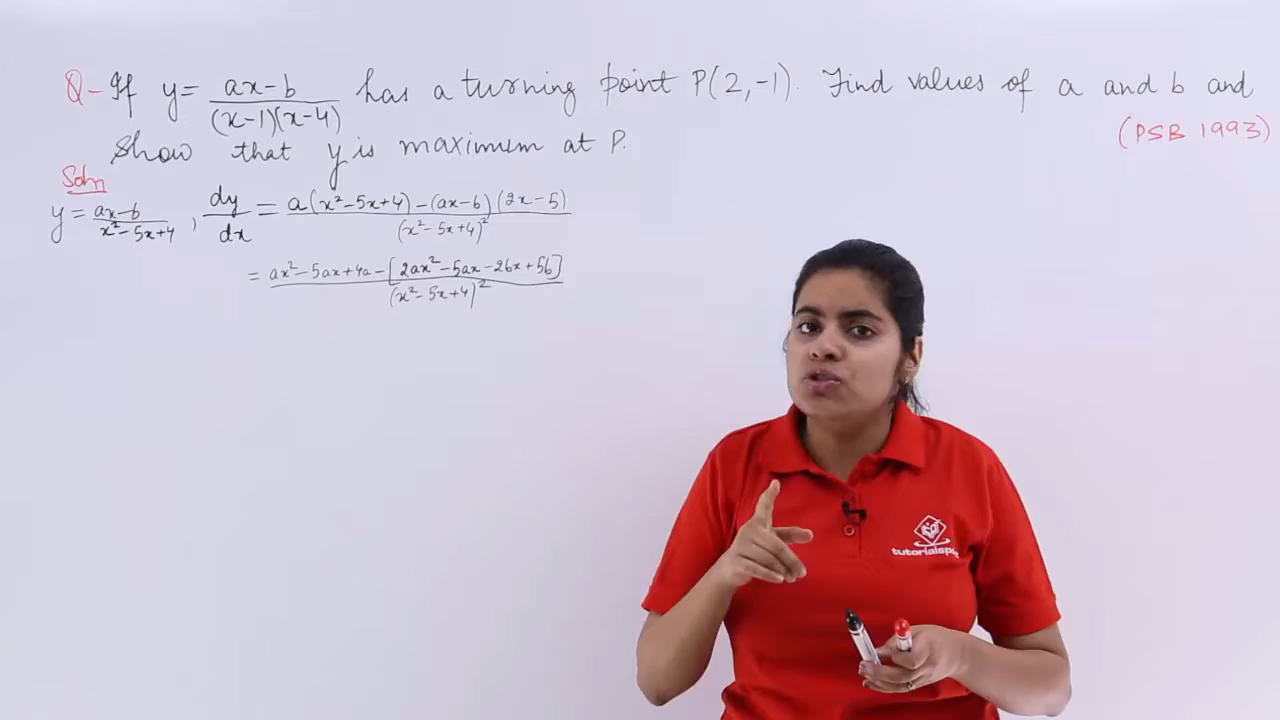 Q- If y = (ax-b)/((x-1)(x-4)) has a turning point P(2,-1). Find values of a and b and
(PSB 1993)
Show that y is maximum at P.
Soln
y = (ax-b)/(x²-5x+4) , dy/dx = (a(x²-5x+4) - (ax-b)(2x-5))/(x²-5x+4)²
= (ax²-5ax+4a-[2ax²-5ax-2bx+5b])/(x²-5x+4)²